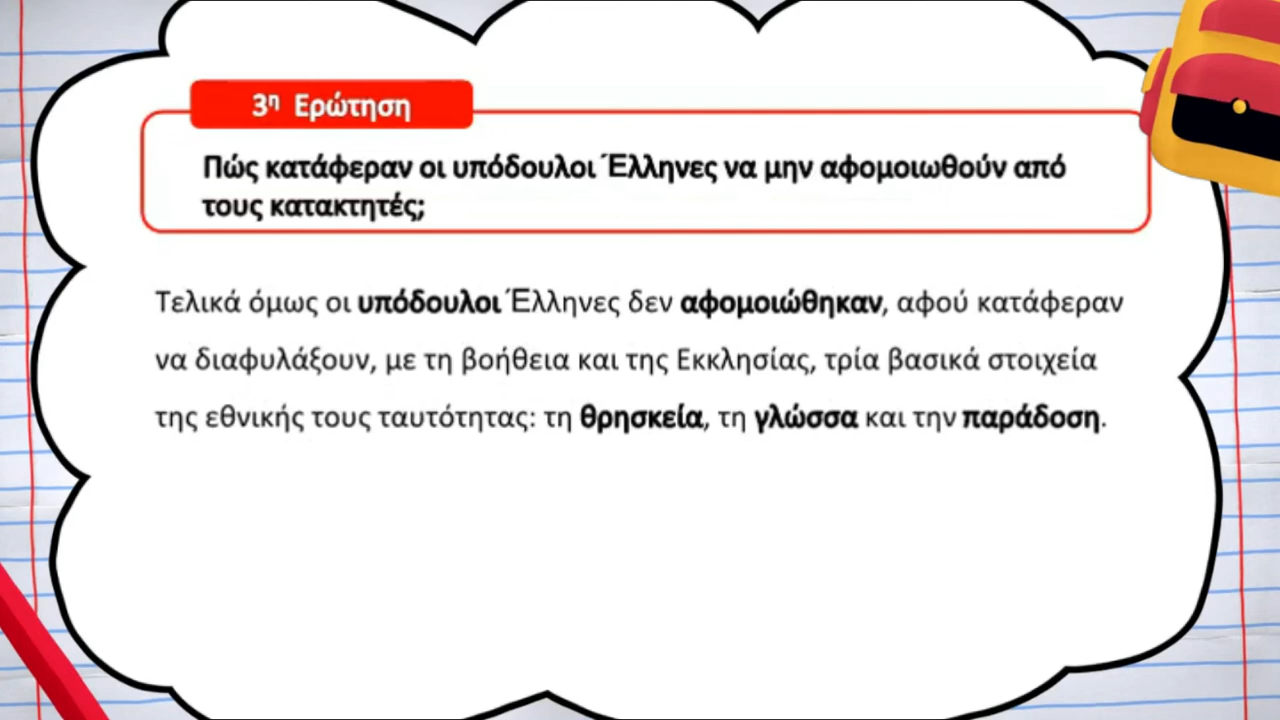 3η Ερώτηση
Πώς κατάφεραν οι υπόδουλοι Έλληνες να μην αφομοιωθούν από
τους κατακτητές;
Τελικά όμως οι υπόδουλοι Έλληνες δεν αφομοιώθηκαν, αφού κατάφεραν
να διαφυλάξουν, με τη βοήθεια και της Εκκλησίας, τρία βασικά στοιχεία
της εθνικής τους ταυτότητας: τη θρησκεία, τη γλώσσα και την παράδοση.